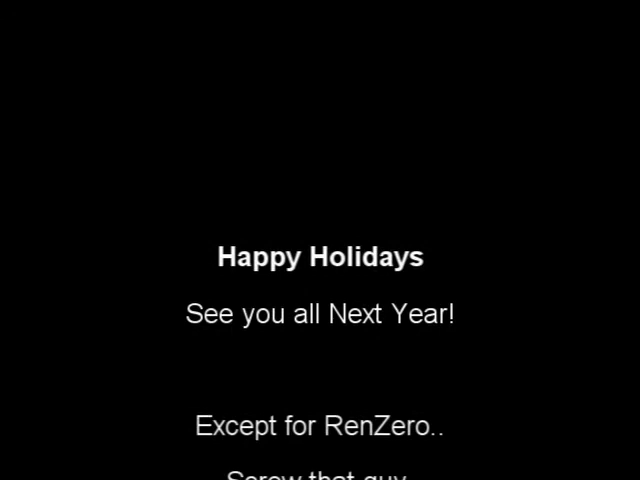 Happy Holidays
See you all Next Year!
Except for RenZero..
Screw that guy